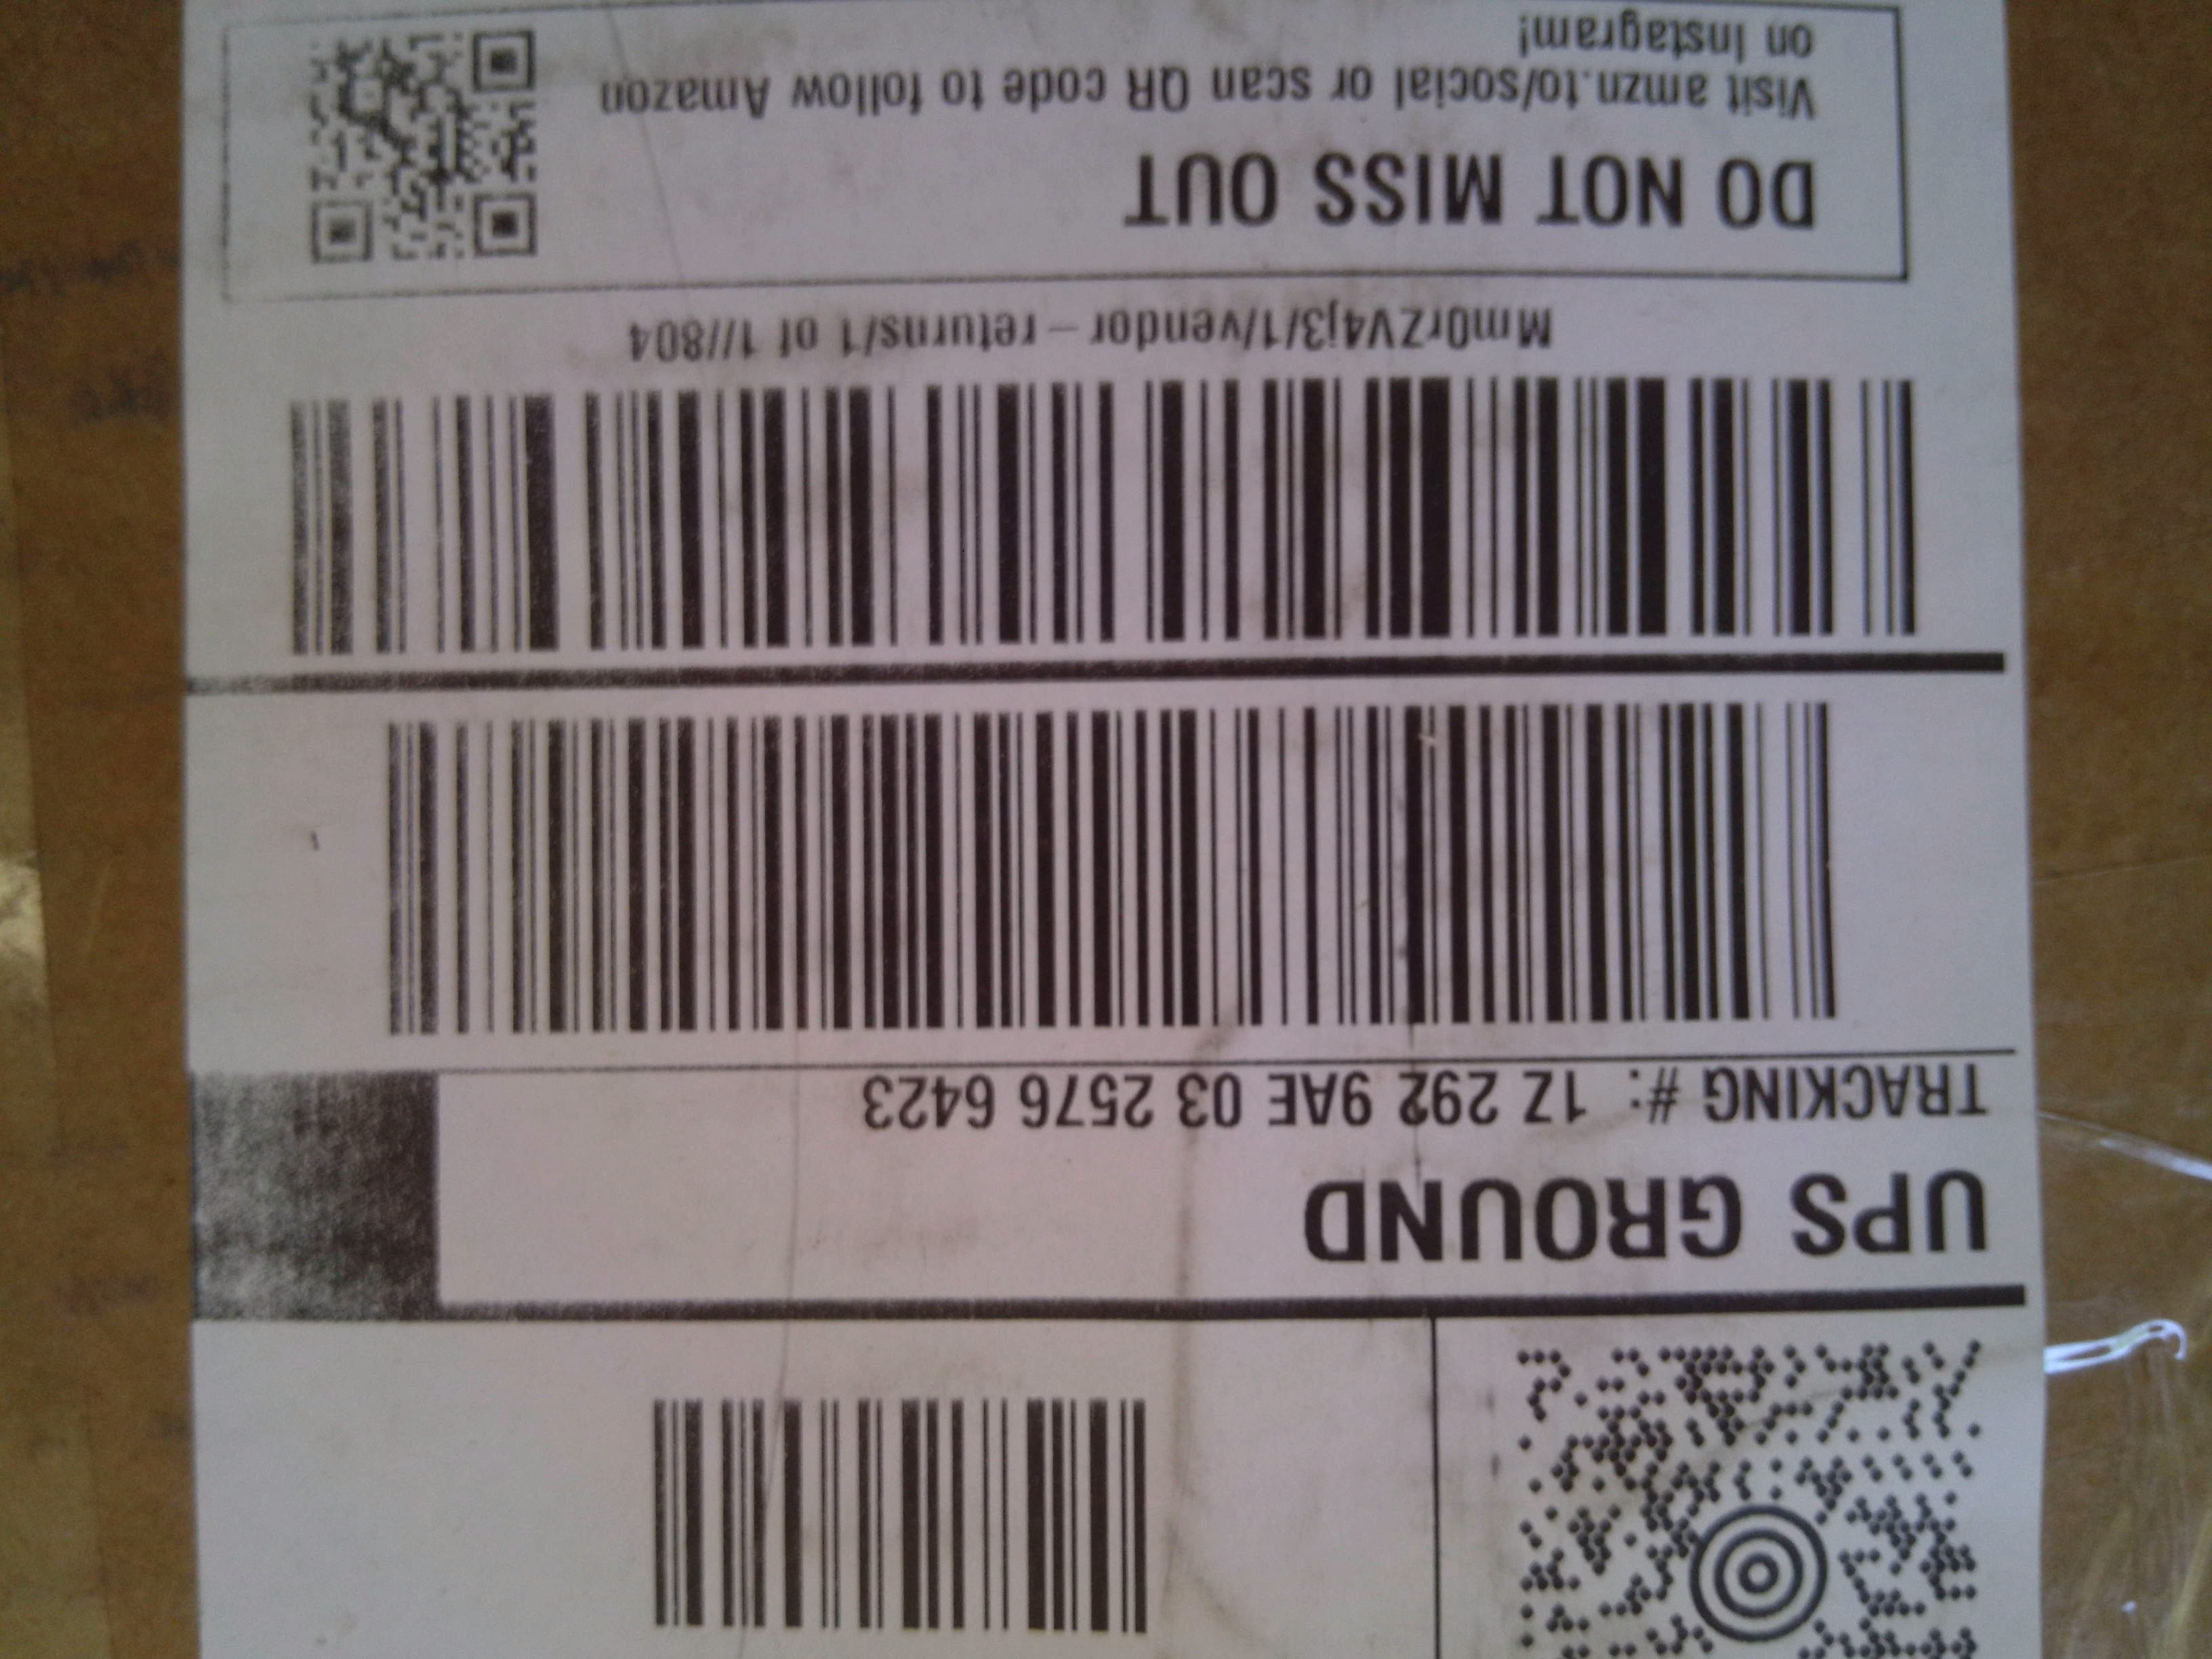 UPS GROUND
TRACKING #: 1Z 292 9AE 03 2576 6423
Mm0rZV4j3/1/vendor-returns/1 of 1//804
DO NOT MISS OUT
Visit amzn.to/social or scan QR code to follow Amazon
on Instagram!